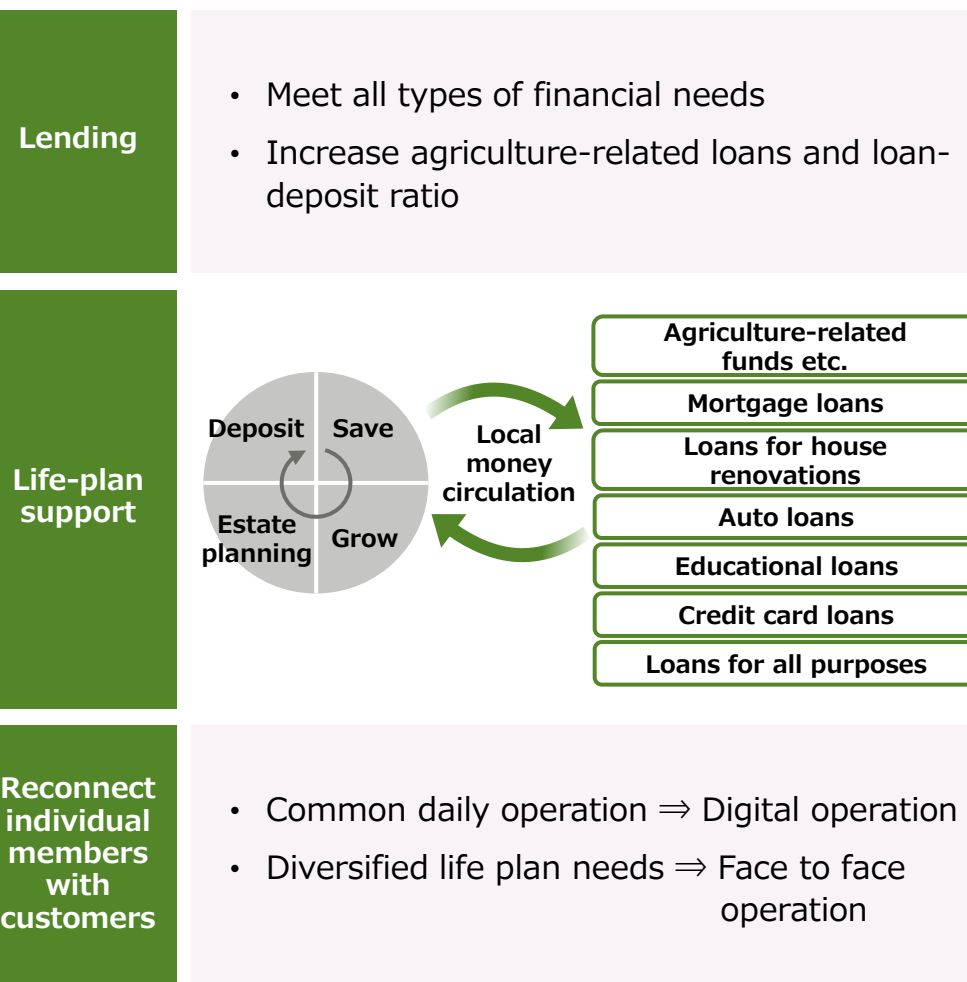 Lending
• Meet all types of financial needs
• Increase agriculture-related loans and loan-
deposit ratio
Life-plan
support
Deposit
Save
Estate
planning
Grow
Local
money
circulation
Agriculture-related
funds etc.
Mortgage loans
Loans for house
renovations
Auto loans
Educational loans
Credit card loans
Loans for all purposes
Reconnect
individual
members
with
customers
• Common daily operation ⇒ Digital operation
• Diversified life plan needs ⇒ Face to face
operation